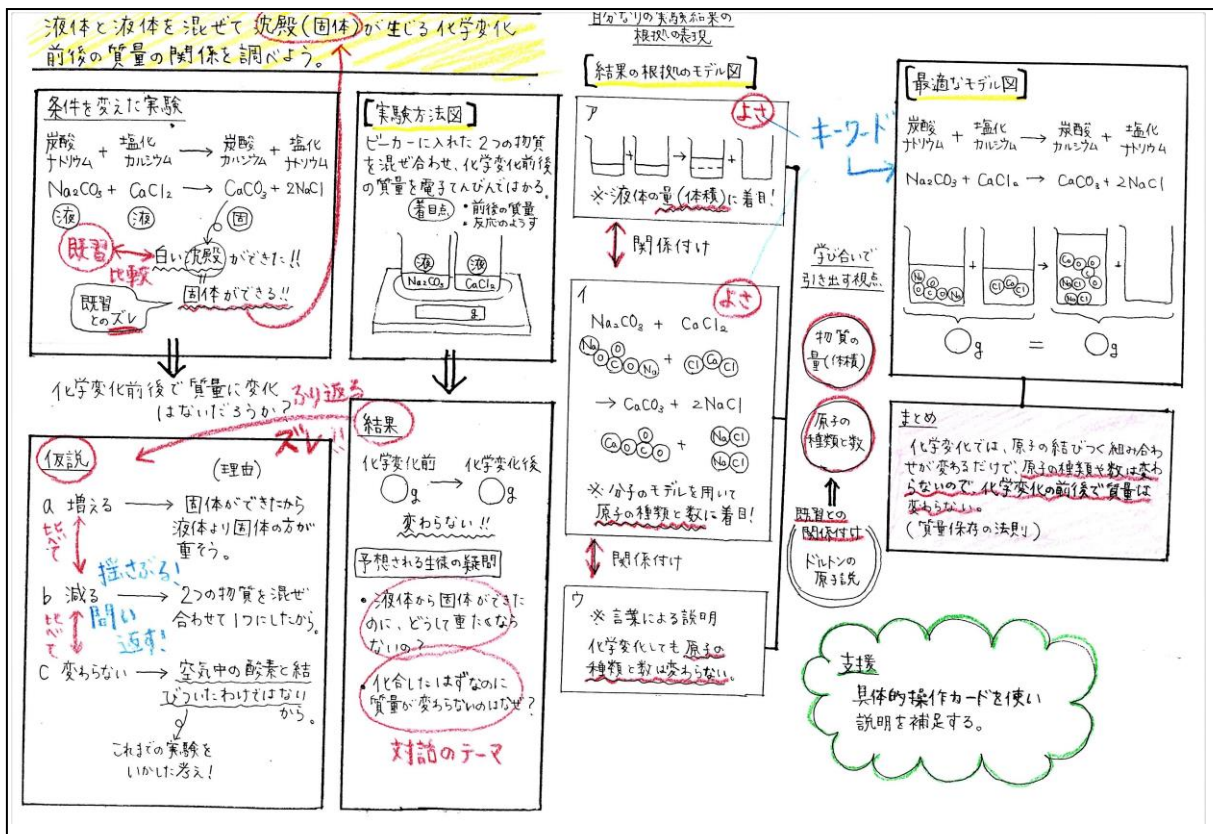 液体と液体を混ぜて沈殿(固体)が生じる化学変化
前後の質量の関係を調べよう。
条件を変えた実験
炭酸ナトリウム + 塩化カルシウム → 炭酸カルシウム + 塩化ナトリウム
Na₂CO₃ + CaCl₂ → CaCO₃ + 2NaCl
液 液 固
既習
比較
白い沈殿ができた!!
固体ができる!!
既習
とのズレ
化学変化前後で質量に変化
はないだろうか?
ふり返る
ズレ!!
仮説
(理由)
a 増える → 固体ができたから
液体より固体の方が
重そう。
比べて
揺さぶる!
b 減る → 2つの物質を混ぜ
合わせて1つにしたから。
比べて
問い
返す!
c 変わらない → 空気中の酸素と結
びついたわけではない
から。
これまでの実験を
いかした考え!
[実験方法図]
ビーカーに入れた2つの物質
を混ぜ合わせ、化学変化前後
の質量を電子てんびんではかる。
着目点
・前後の質量
・反応のようす
液 液
Na₂CO₃ CaCl₂
g
結果
化学変化前 → 化学変化後
g → g
変わらない!!
予想される生徒の疑問
・液体から固体ができた
のに、どうして重たくなら
ないの?
・化合したはずなのに
質量が変わらないのはなぜ?
対話のテーマ
自分なりの実験結果の
根拠の表現
[結果の根拠のモデル図]
よさ
ア
+ → +
※液体の量(体積)に着目!
関係付け
よさ
イ
Na₂CO₃ + CaCl₂
Na O C O O Na Cl Ca Cl
→ CaCO₃ + 2NaCl
Ca O C O O + Na Cl
Na Cl
※分子のモデルを用いて
原子の種類と数に着目!
関係付け
ウ
※言葉による説明
化学変化しても原子の
種類と数は変わらない。
キーワード
学び合いで
引き出す視点
物質の
量(体積)
原子の
種類と数
既習との
関係付け
ドルトンの
原子説
[最適なモデル図]
炭酸ナトリウム + 塩化カルシウム → 炭酸カルシウム + 塩化ナトリウム
Na₂CO₃ + CaCl₂ → CaCO₃ + 2NaCl
+ → +
g = g
まとめ
化学変化では、原子の結びつく組み合わ
せが変わるだけで、原子の種類や数は変わ
らないので、化学変化の前後で質量は
変わらない。
(質量保存の法則)
支援
具体的操作カードを使い
説明を補足する。